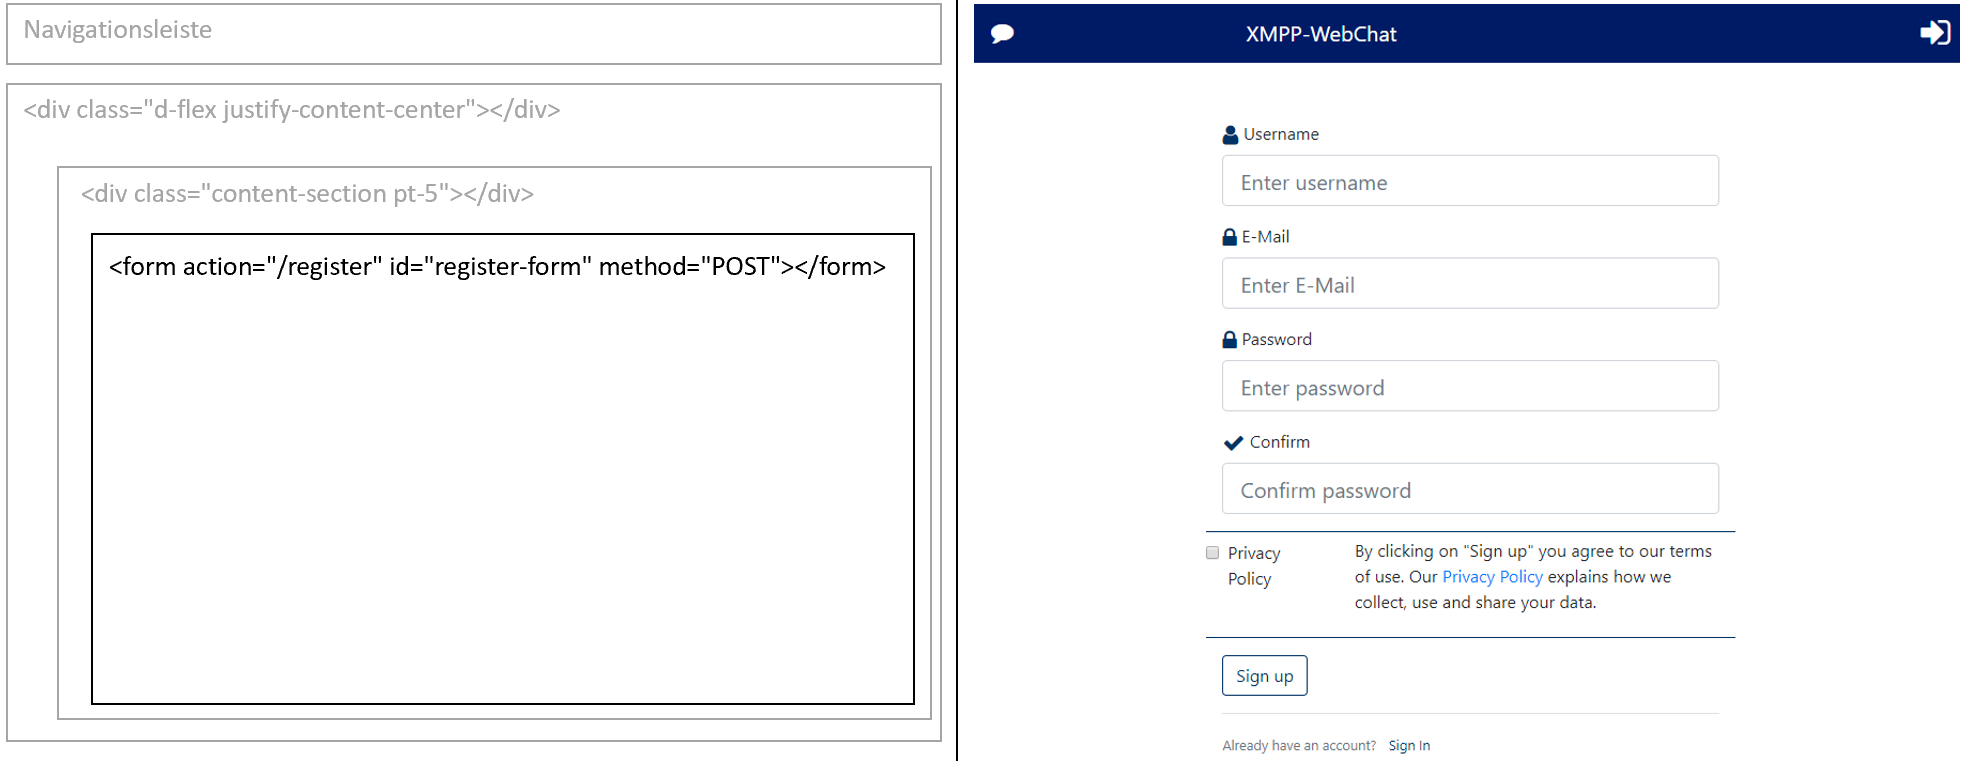 Navigationsleiste
<div class="d-flex justify-content-center"></div>
<div class="content-section pt-5"></div>
<form action="/register" id="register-form" method="POST"></form>
XMPP-WebChat
Username
Enter username
E-Mail
Enter E-Mail
Password
Enter password
Confirm
Confirm password
Privacy
Policy
By clicking on "Sign up" you agree to our terms
of use. Our Privacy Policy explains how we
collect, use and share your data.
Sign up
Already have an account? Sign In